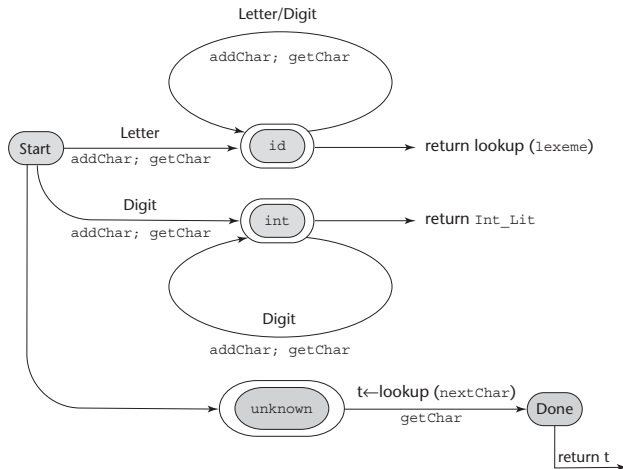 Letter/Digit
addChar; getChar
Start
Letter
addChar; getChar
id
return lookup (lexeme)
Digit
addChar; getChar
int
return Int_Lit
Digit
addChar; getChar
unknown
t←lookup (nextChar)
getChar
Done
return t